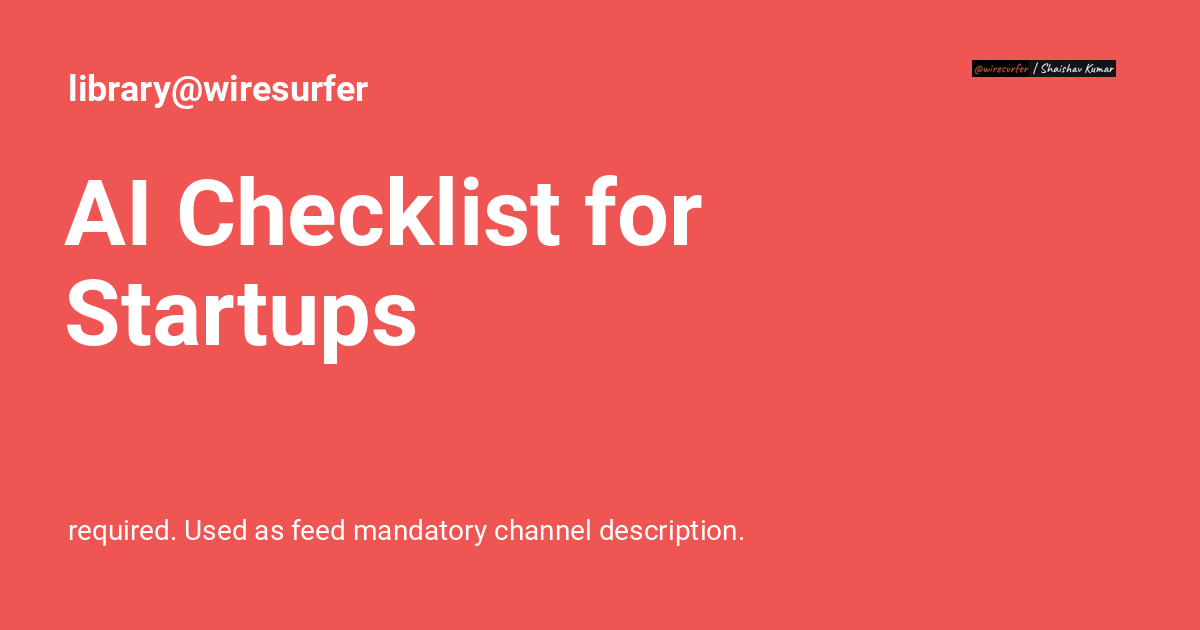 library@wiresurfer
@wiresurfer | Shaishav Kumar
AI Checklist for
Startups
required. Used as feed mandatory channel description.